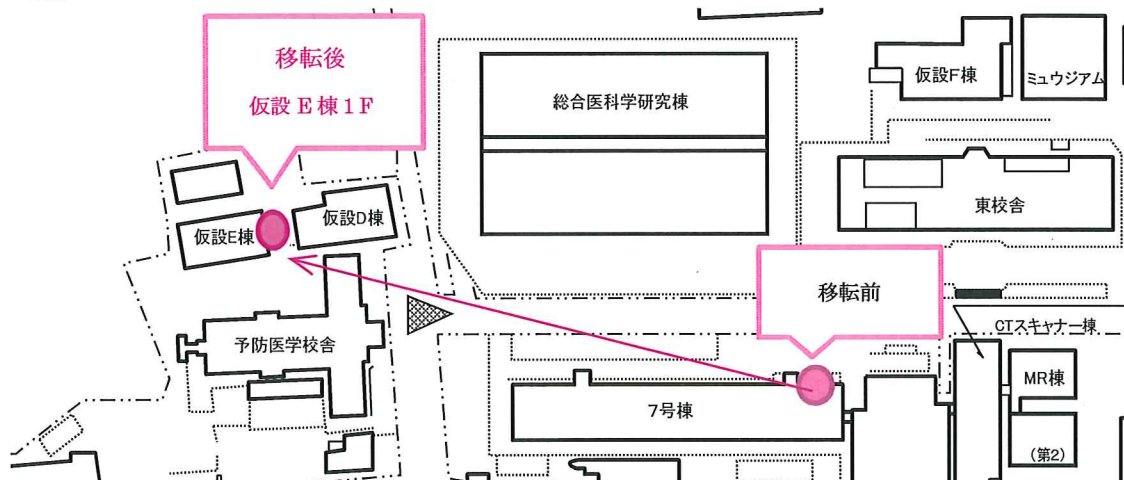 移転後
仮設E棟1F
総合医科学研究棟
仮設F棟
ミュウジアム
東校舎
仮設D棟
仮設E棟
移転前
CTスキャナー棟
予防医学校舎
7号棟
MR棟
(第2)